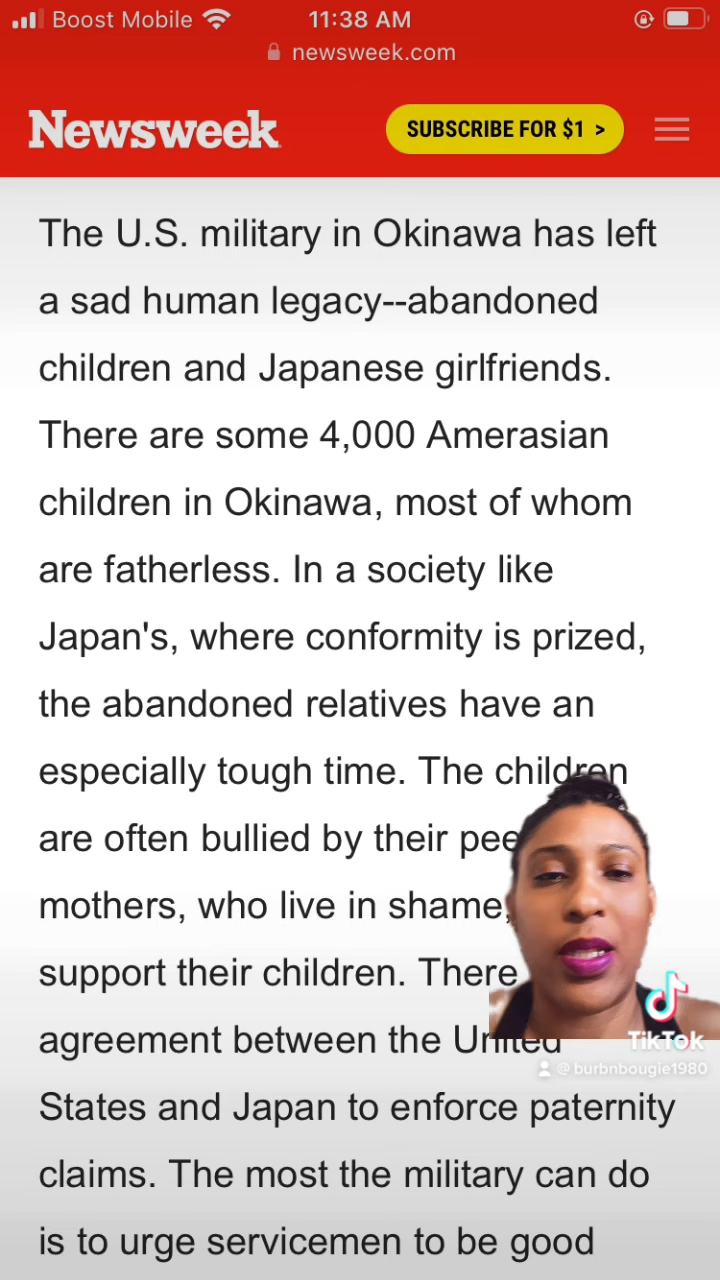 Boost Mobile 11:38 AM
newsweek.com
Newsweek SUBSCRIBE FOR $1 >
The U.S. military in Okinawa has left
a sad human legacy--abandoned
children and Japanese girlfriends.
There are some 4,000 Amerasian
children in Okinawa, most of whom
are fatherless. In a society like
Japan's, where conformity is prized,
the abandoned relatives have an
especially tough time. The children
are often bullied by their
mothers, who live in shame,
support their children. There
agreement between the United
TikTok
@burbnbougie1980
States and Japan to enforce paternity
claims. The most the military can do
is to urge servicemen to be good